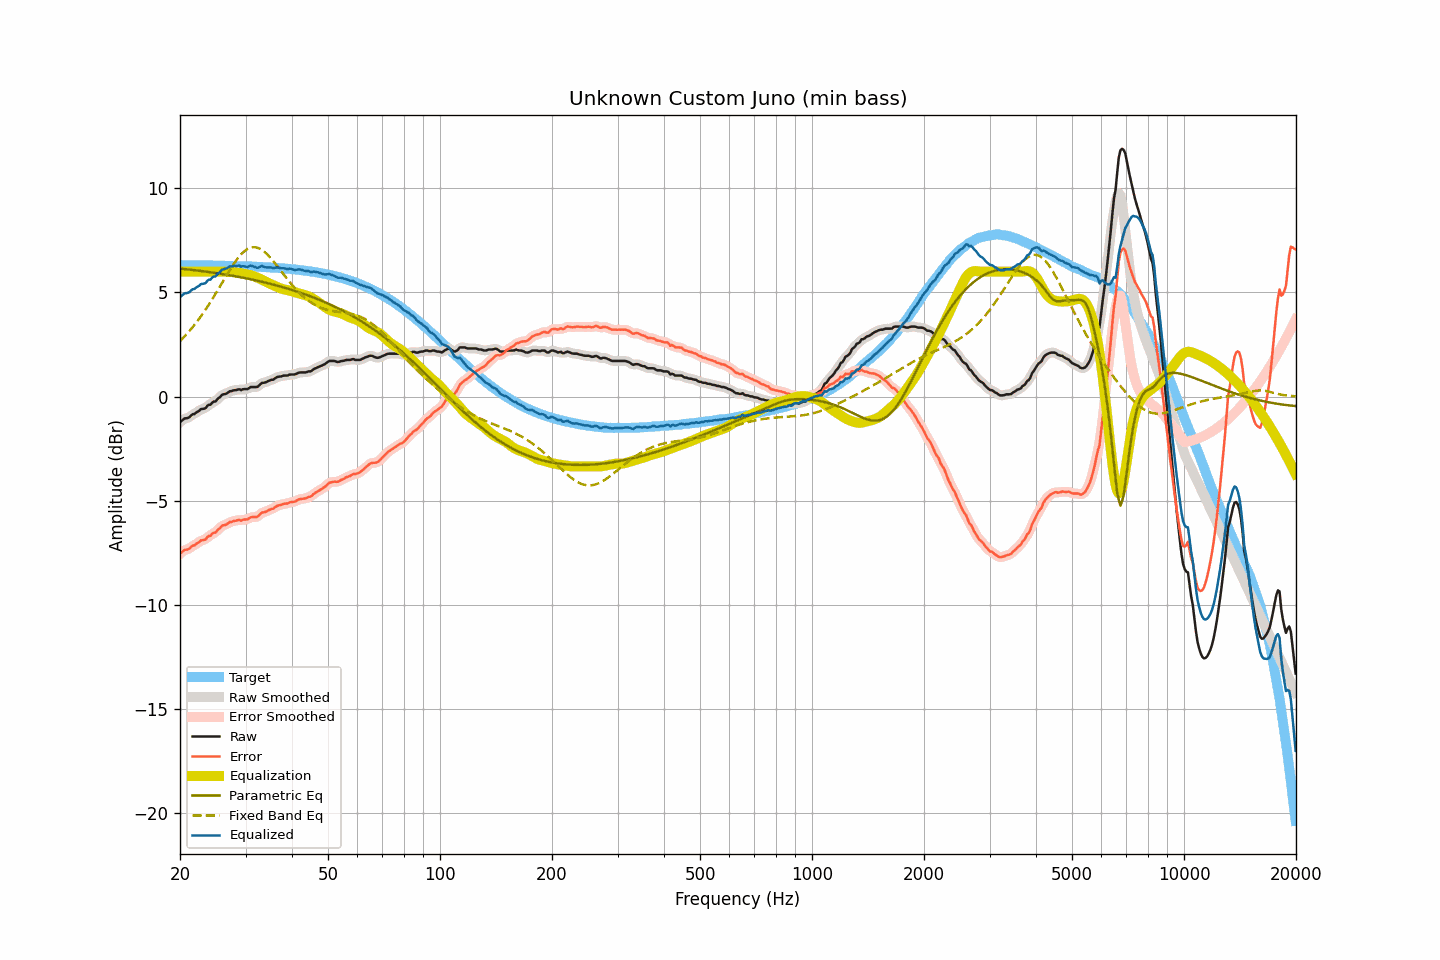 Unknown Custom Juno (min bass)
Amplitude (dBr)
10
5
0
−5
−10
−15
−20
Target
Raw Smoothed
Error Smoothed
Raw
Error
Equalization
Parametric Eq
Fixed Band Eq
Equalized
20 50 100 200 500 1000 2000 5000 10000 20000
Frequency (Hz)